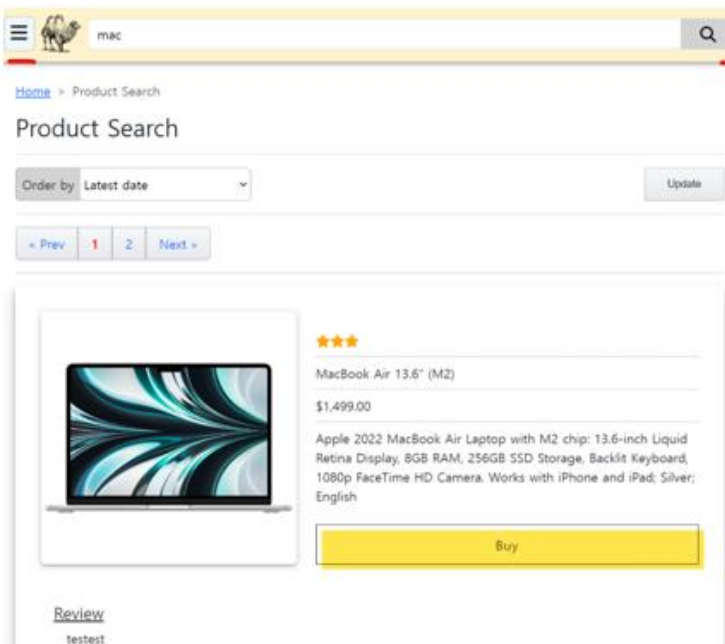 mac
Home > Product Search
Product Search
Order by Latest date
Update
« Prev 1 2 Next »
MacBook Air 13.6" (M2)
$1,499.00
Apple 2022 MacBook Air Laptop with M2 chip: 13.6-inch Liquid
Retina Display, 8GB RAM, 256GB SSD Storage, Backlit Keyboard,
1080p FaceTime HD Camera. Works with iPhone and iPad; Silver;
English
Buy
Review
testest